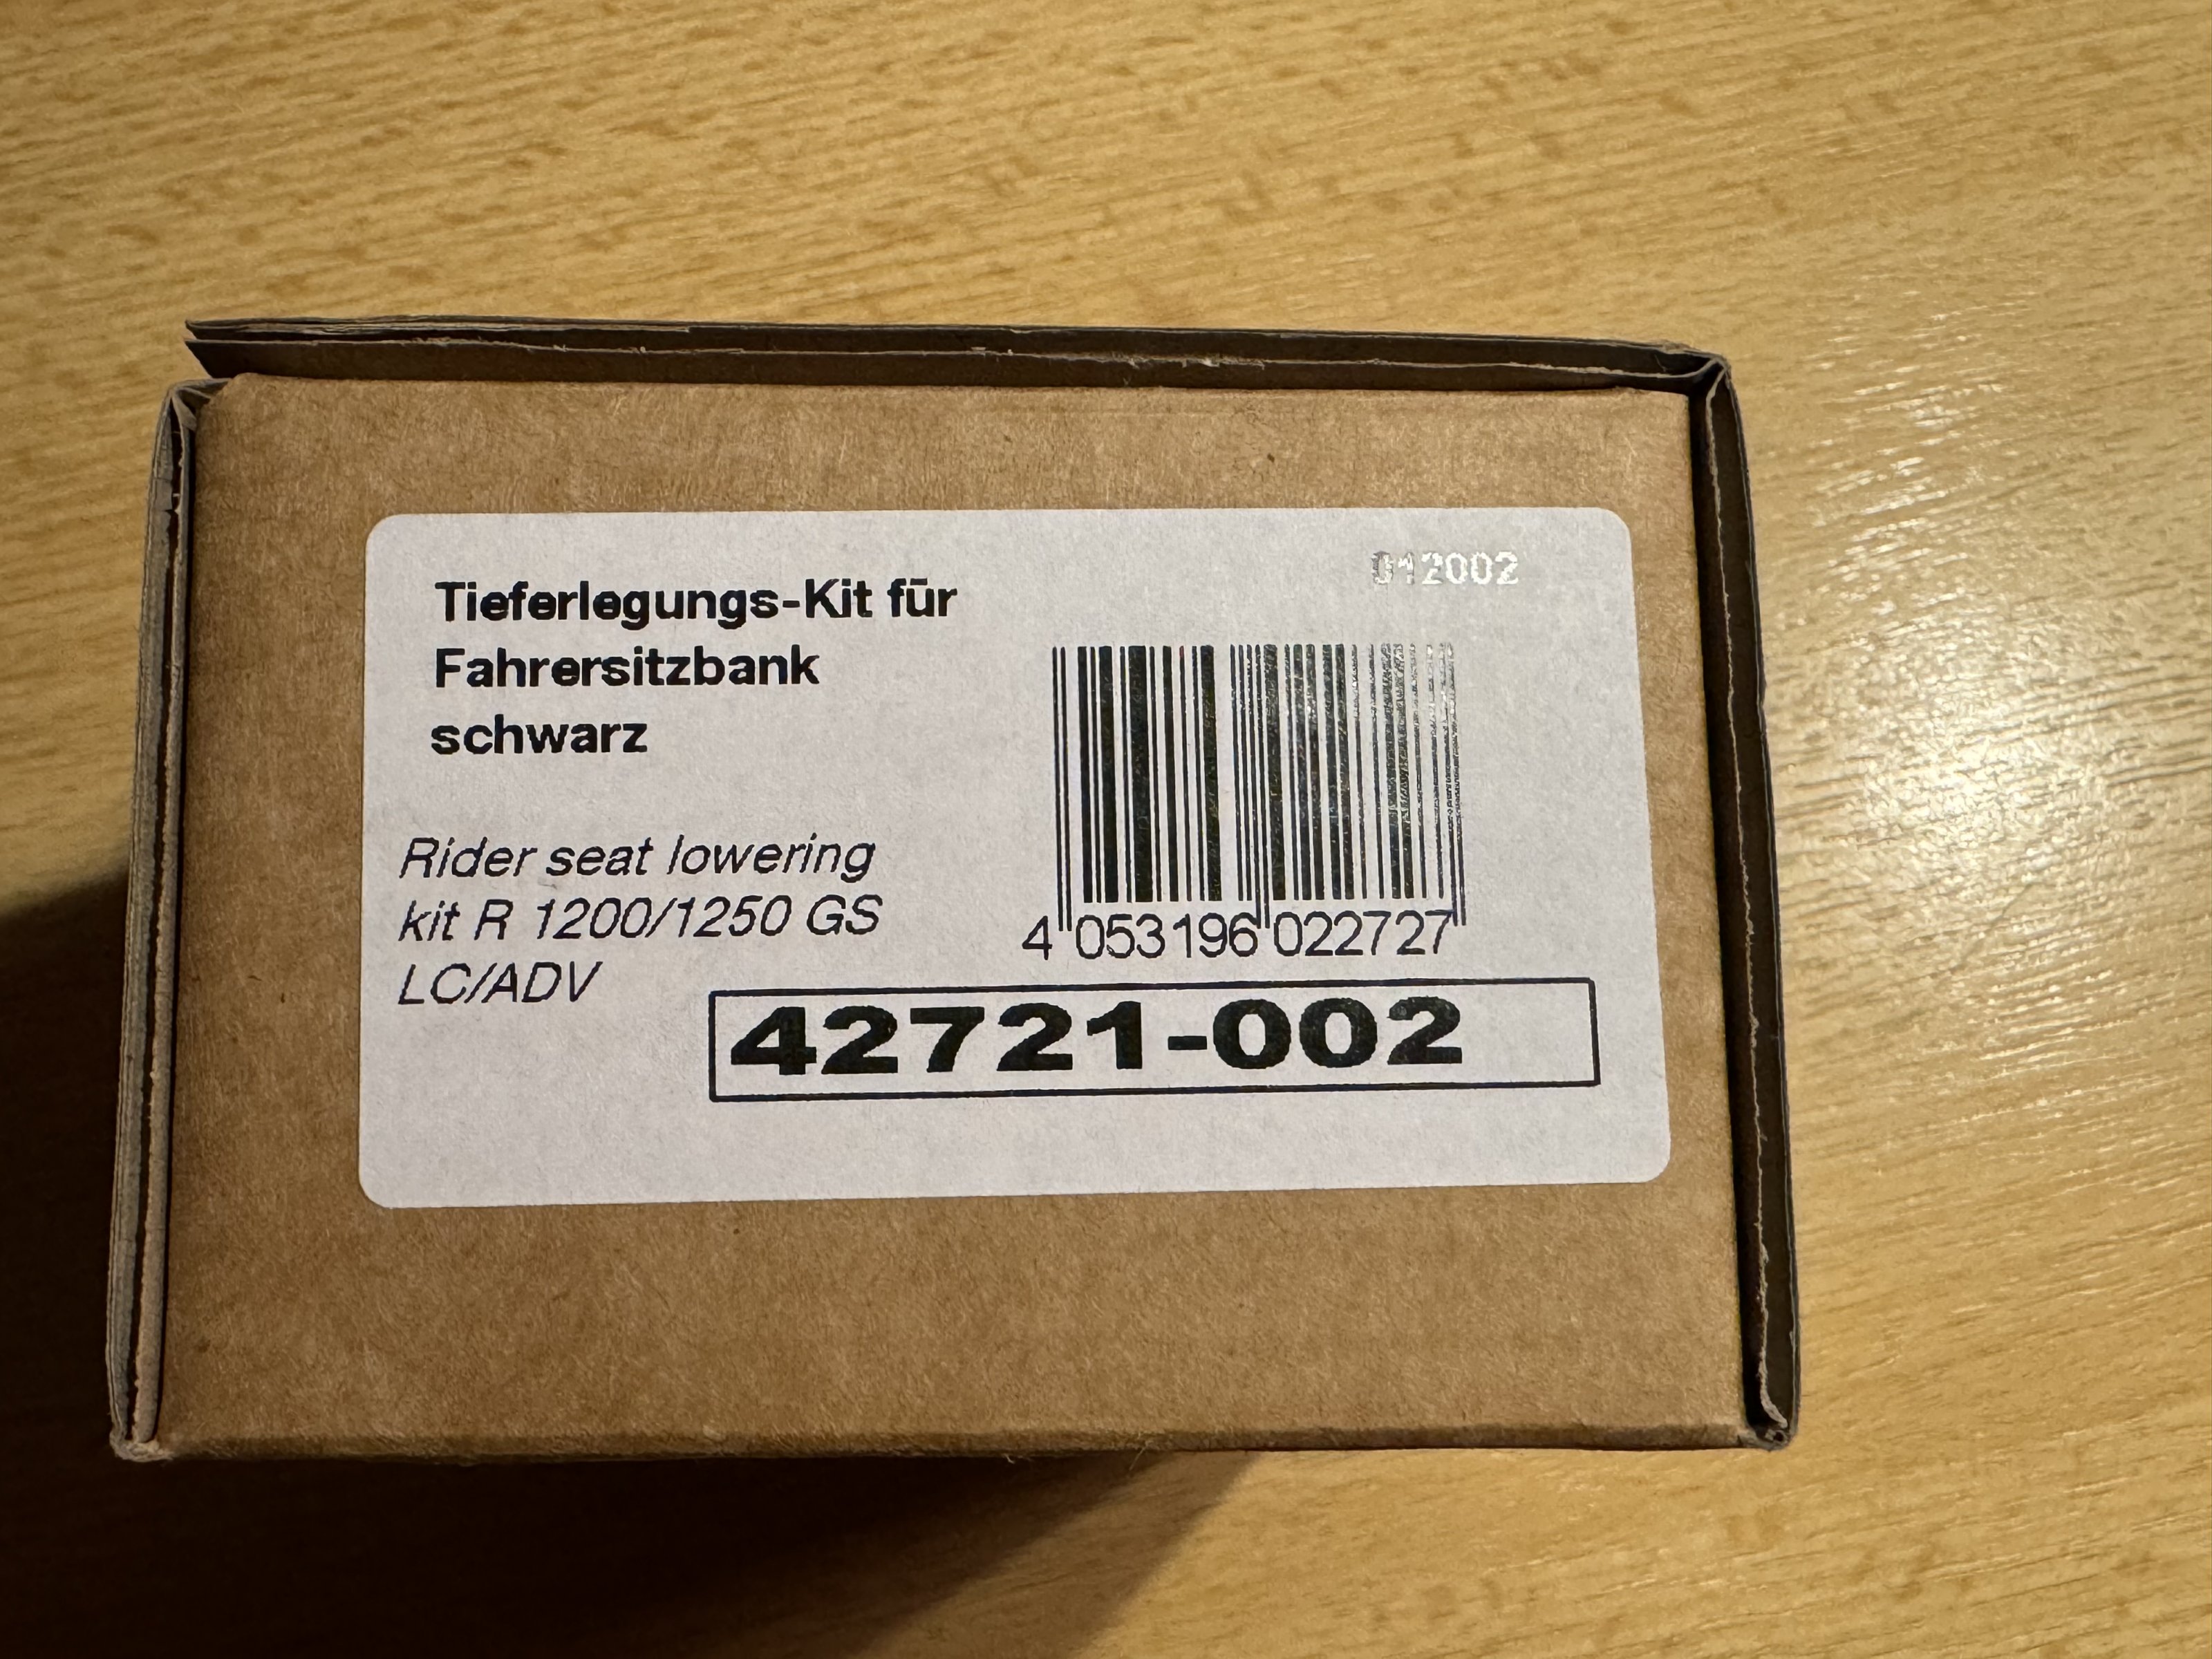 Tieferlegungs-Kit für
Fahrersitzbank
schwarz
Rider seat lowering
kit R 1200/1250 GS
LC/ADV
012002
4 053196 022727
42721-002